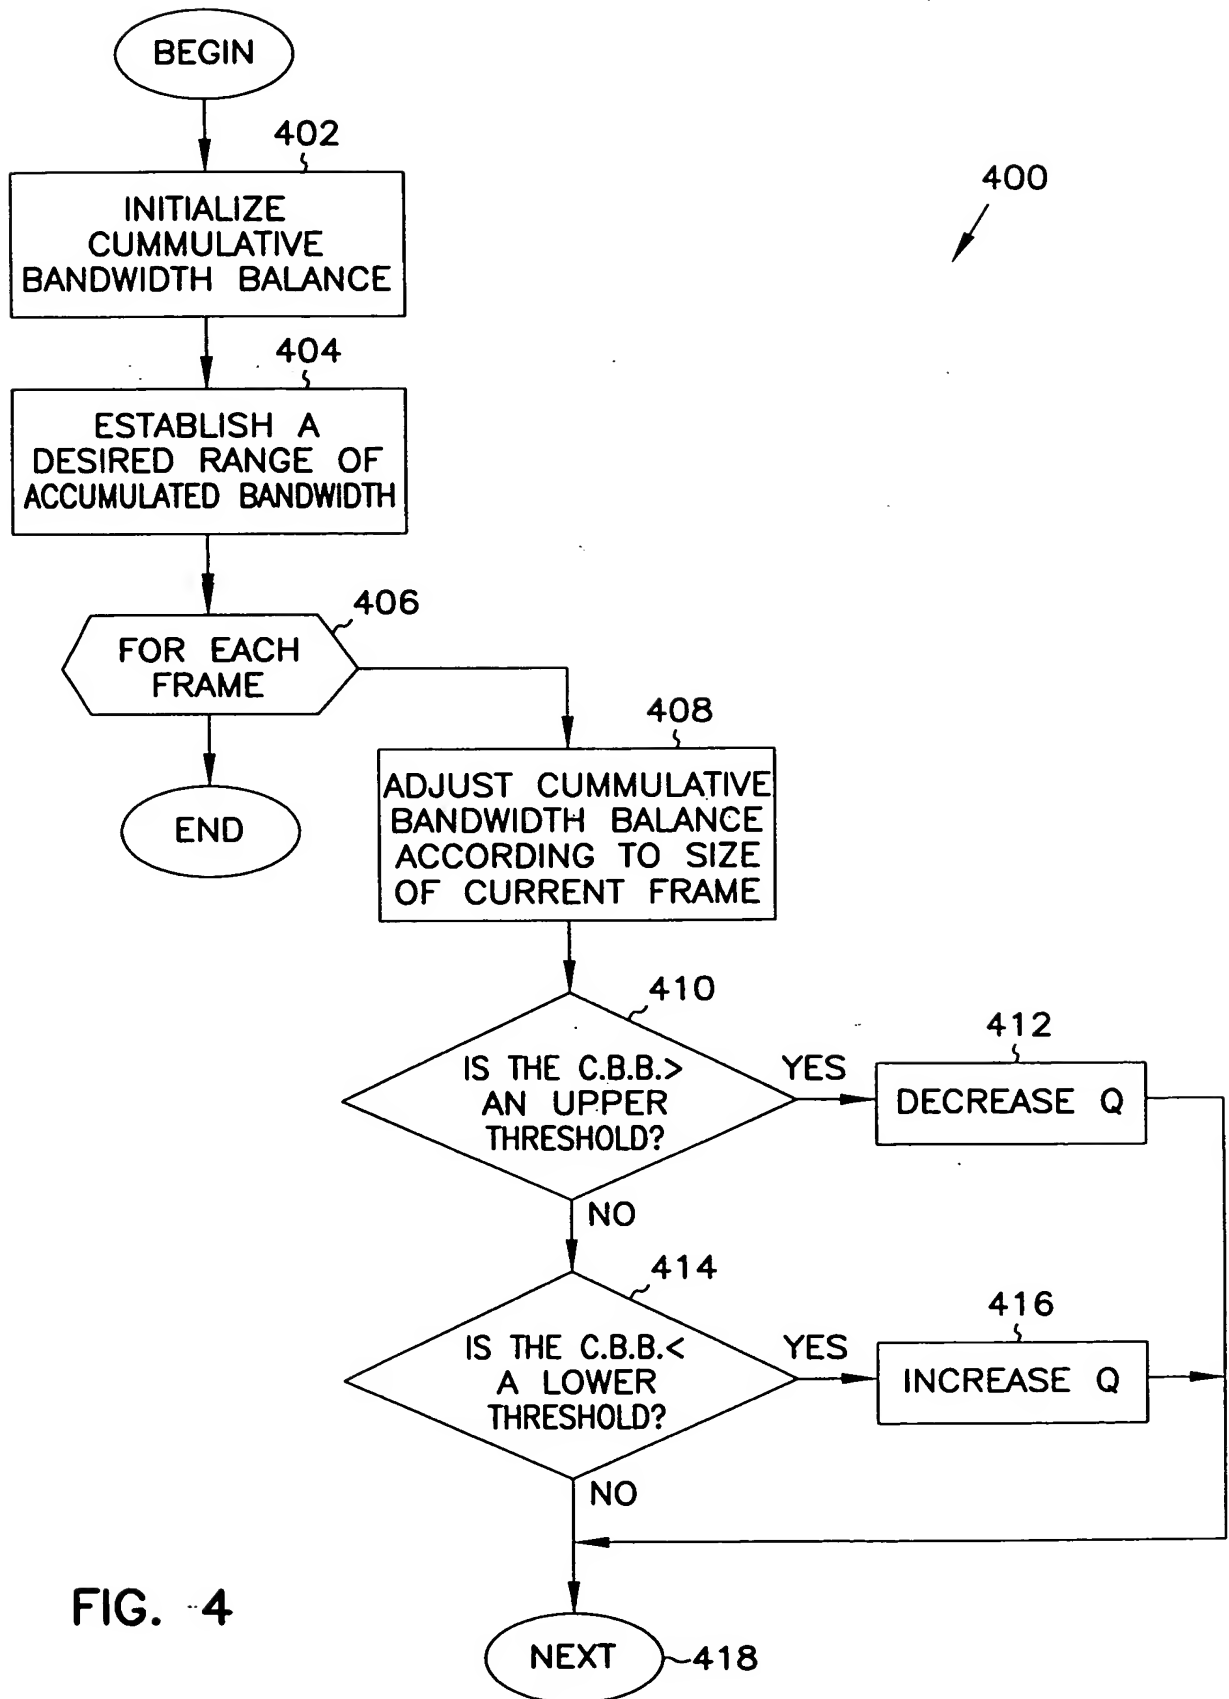 BEGIN
402
INITIALIZE
CUMMULATIVE
BANDWIDTH BALANCE
400
404
ESTABLISH A
DESIRED RANGE OF
ACCUMULATED BANDWIDTH
406
FOR EACH
FRAME
END
408
ADJUST CUMMULATIVE
BANDWIDTH BALANCE
ACCORDING TO SIZE
OF CURRENT FRAME
410
IS THE C.B.B.>
AN UPPER
THRESHOLD?
YES
412
DECREASE Q
NO
414
IS THE C.B.B.<
A LOWER
THRESHOLD?
YES
416
INCREASE Q
NO
FIG. 4
NEXT
418